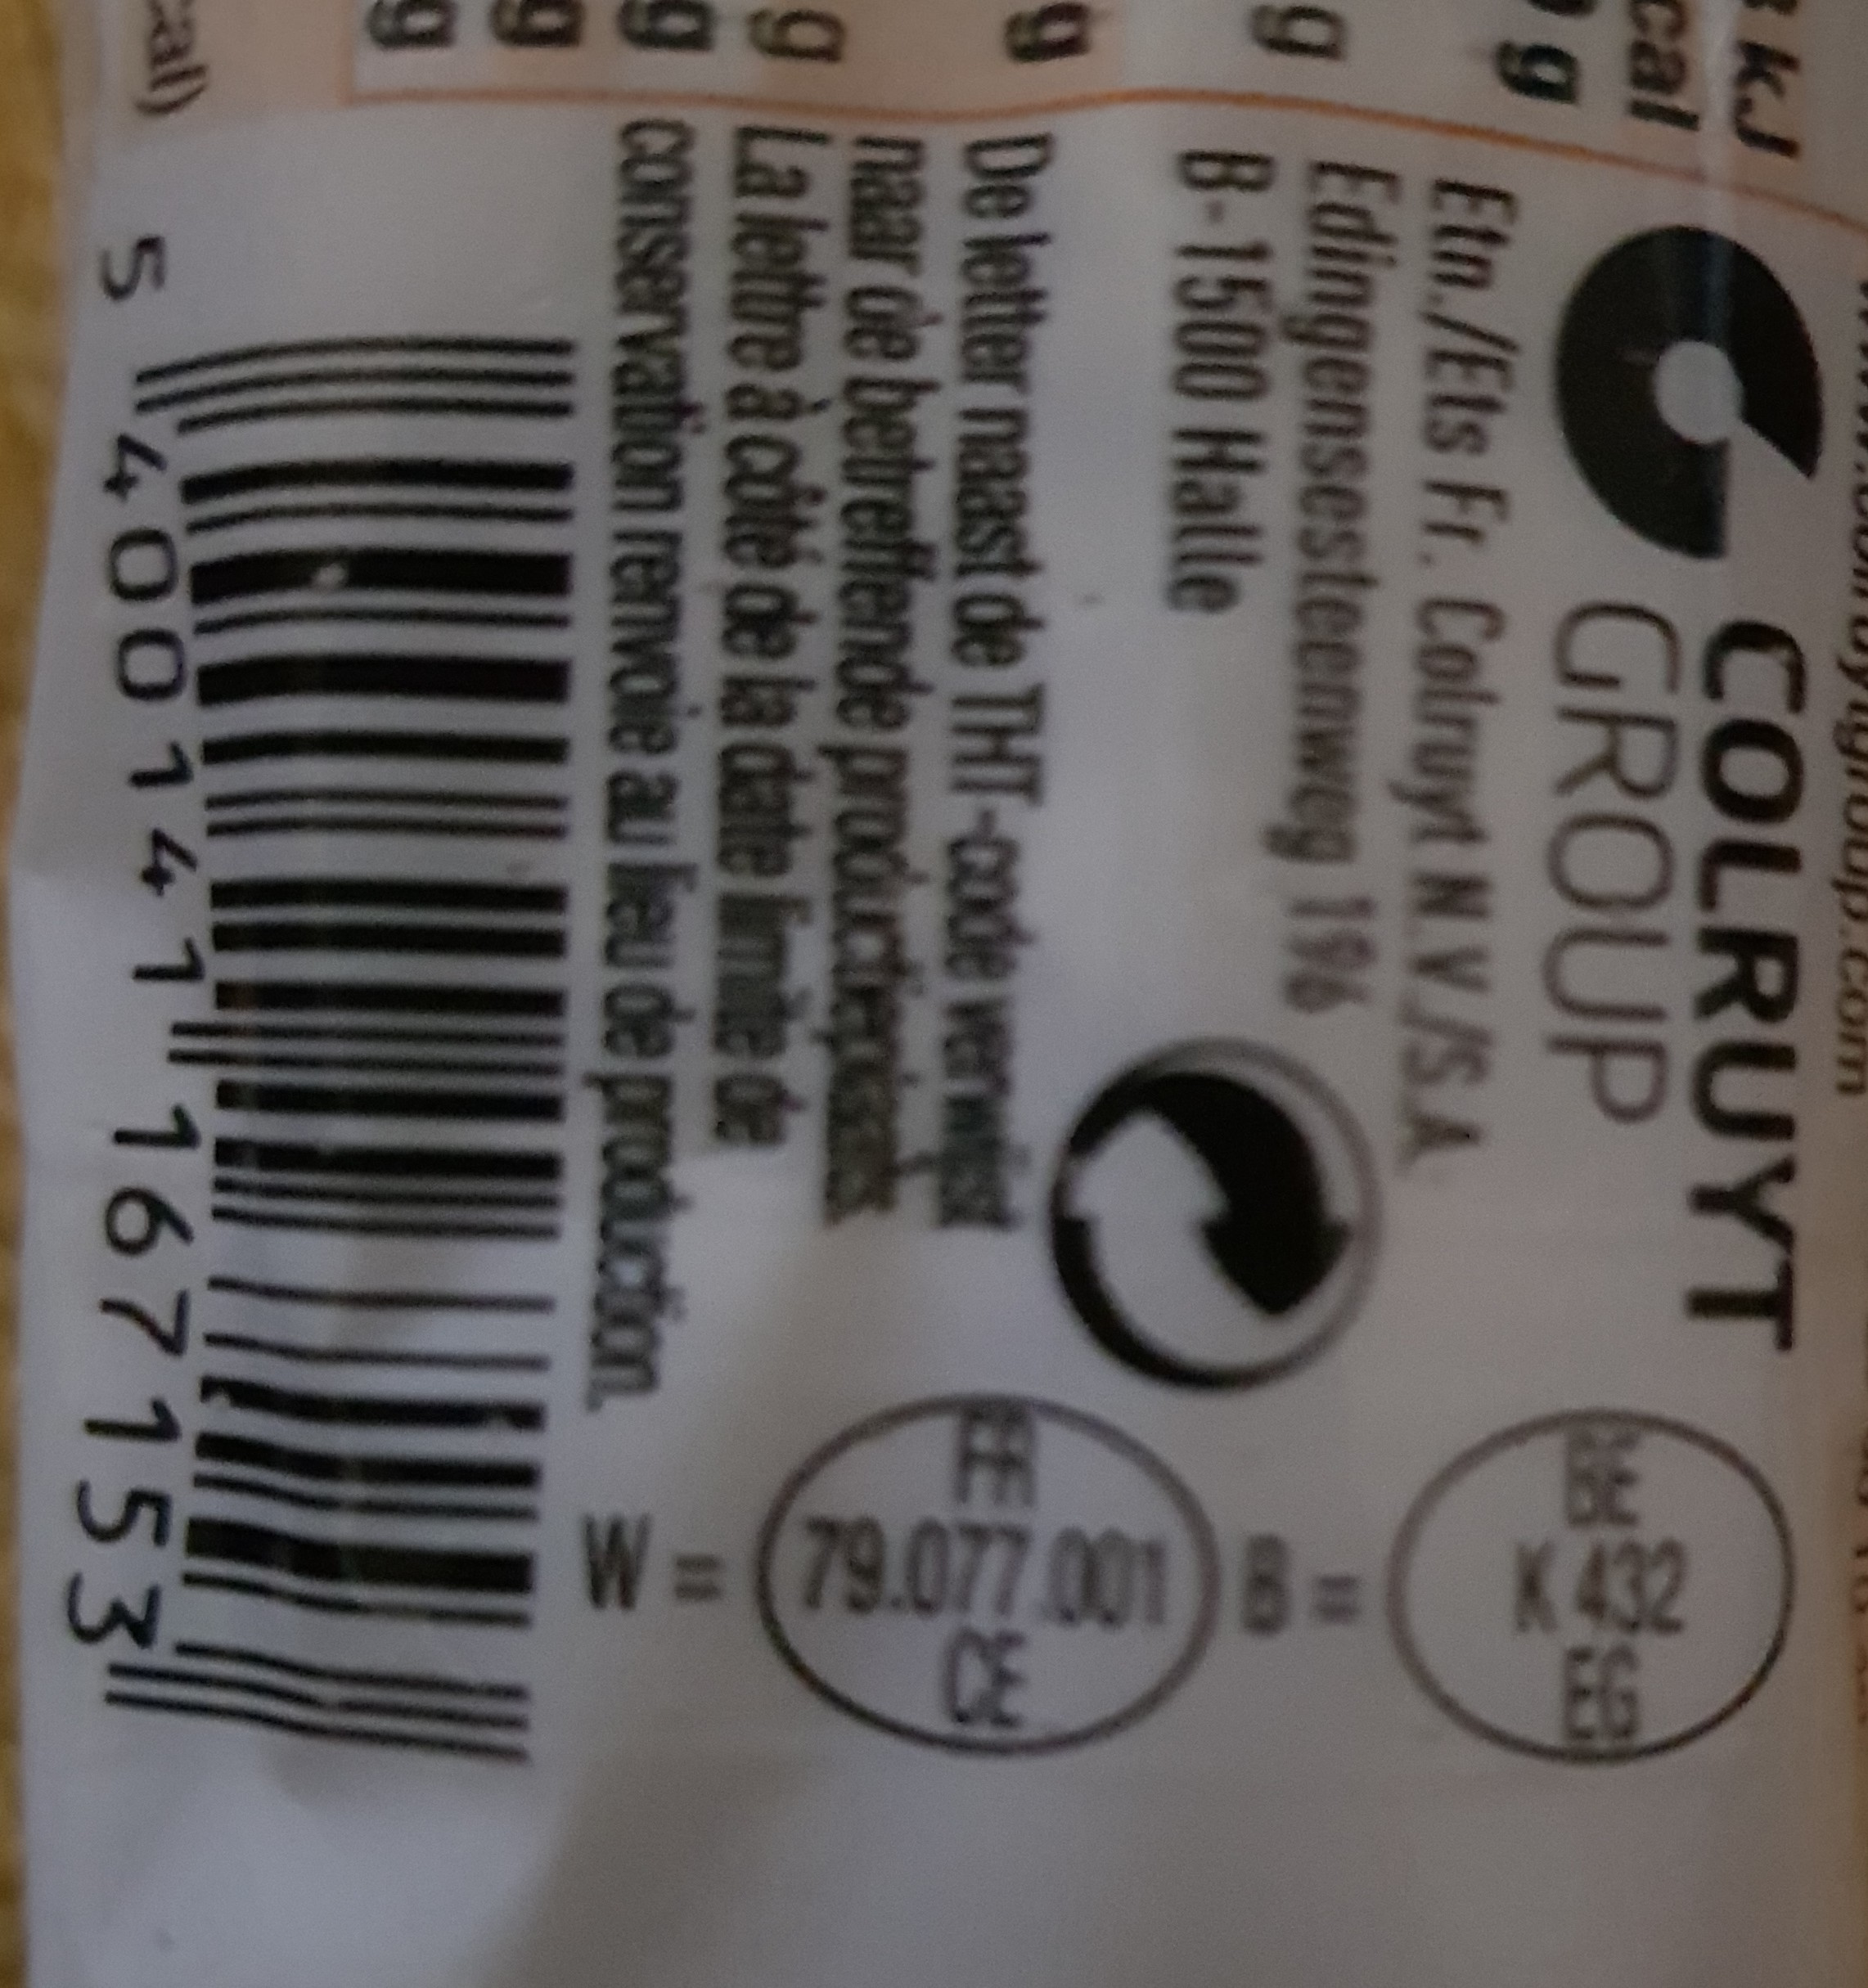 kJ
cal
g
g
g
g
g
g
g
COLRUYT
GROUP
Etn./Ets Fr. Colruyt N.V./S.A.
Edingensesteenweg 196
B-1500 Halle
De letter naast de THT-code verwijst
naar de betreffende productieplaats.
La lettre à côté de la date limite de
conservation renvoie au lieu de production.
BE
K 432
EG
B =
FR
79.077.001
CE
W =
5 400141 167153